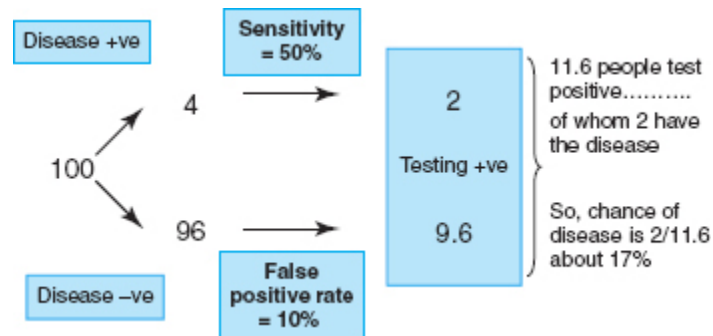 Disease +ve
Sensitivity
= 50%
4
2
11.6 people test
positive..........
of whom 2 have
the disease
100
Testing +ve
96
9.6
So, chance of
disease is 2/11.6
about 17%
Disease –ve
False
positive rate
= 10%